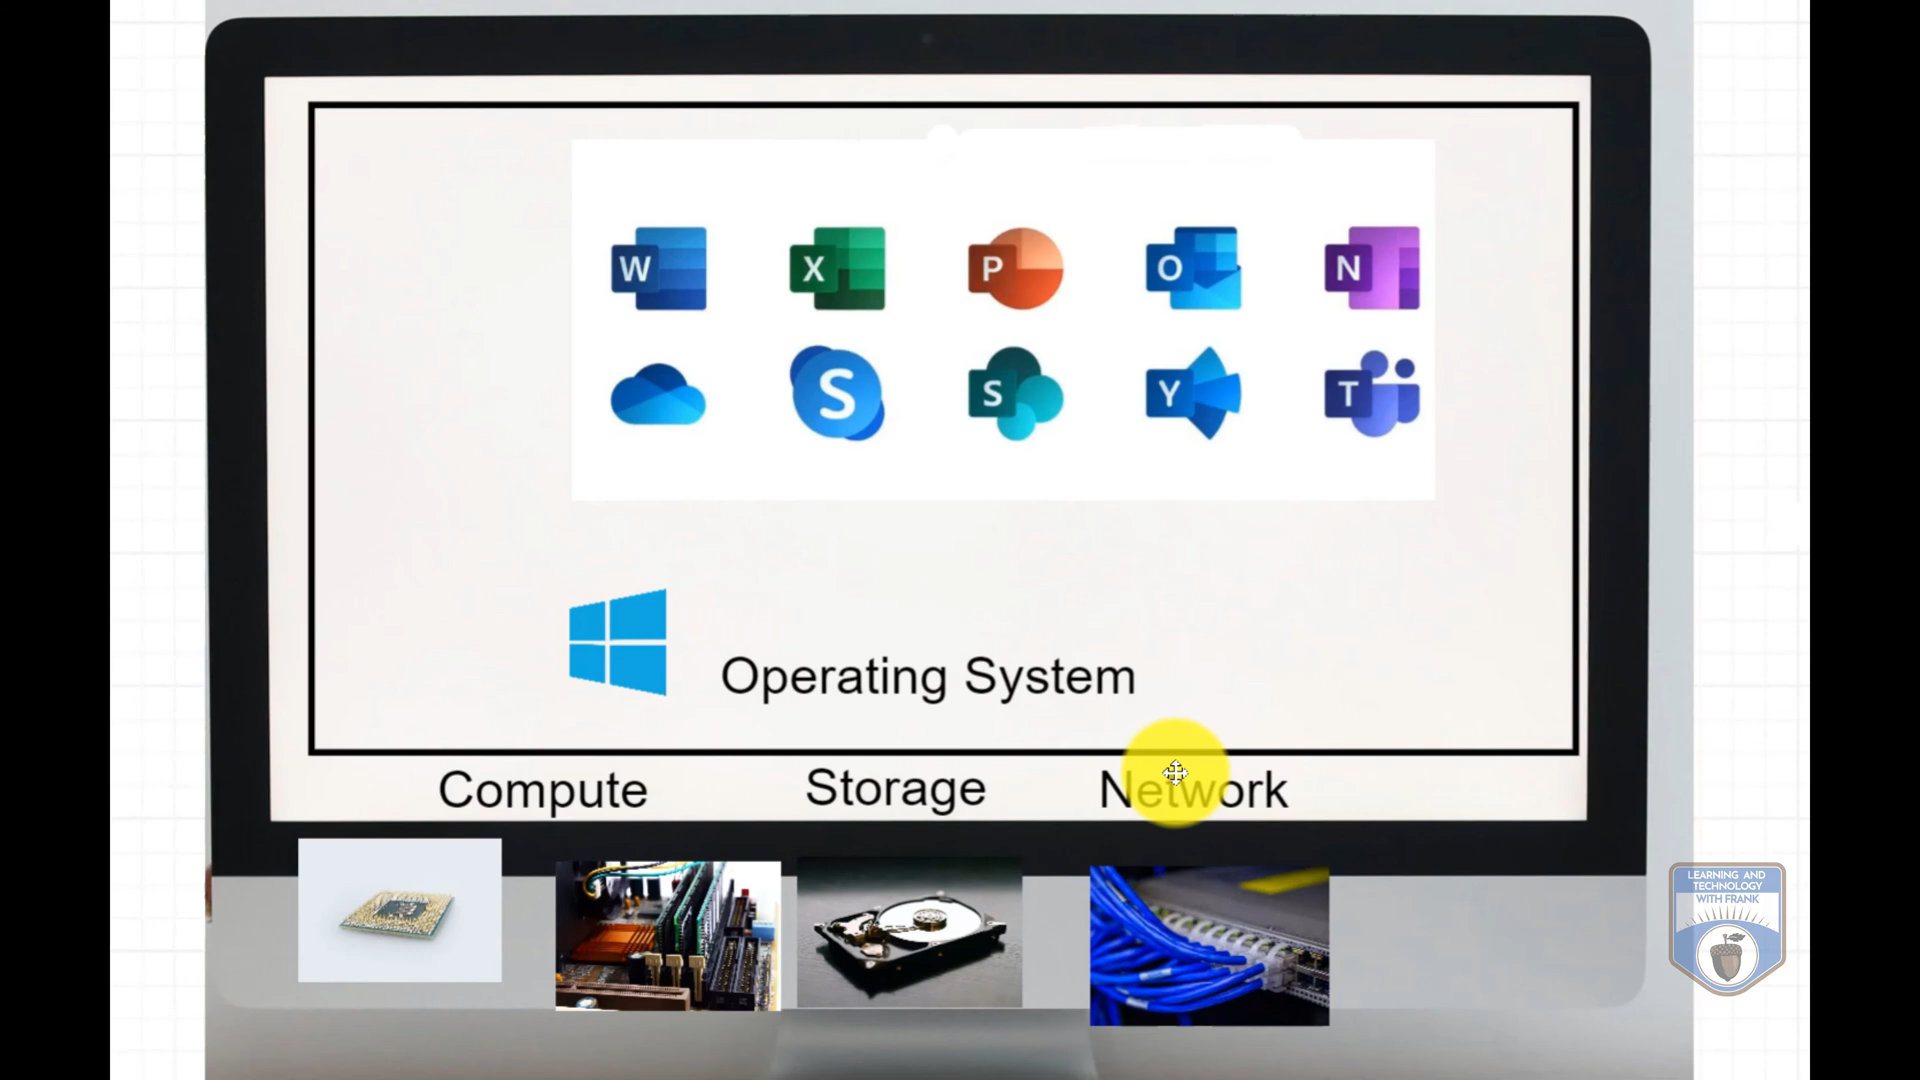 W X P O N
S S Y T
Operating System
Compute Storage Network
LEARNING AND
TECHNOLOGY
WITH FRANK